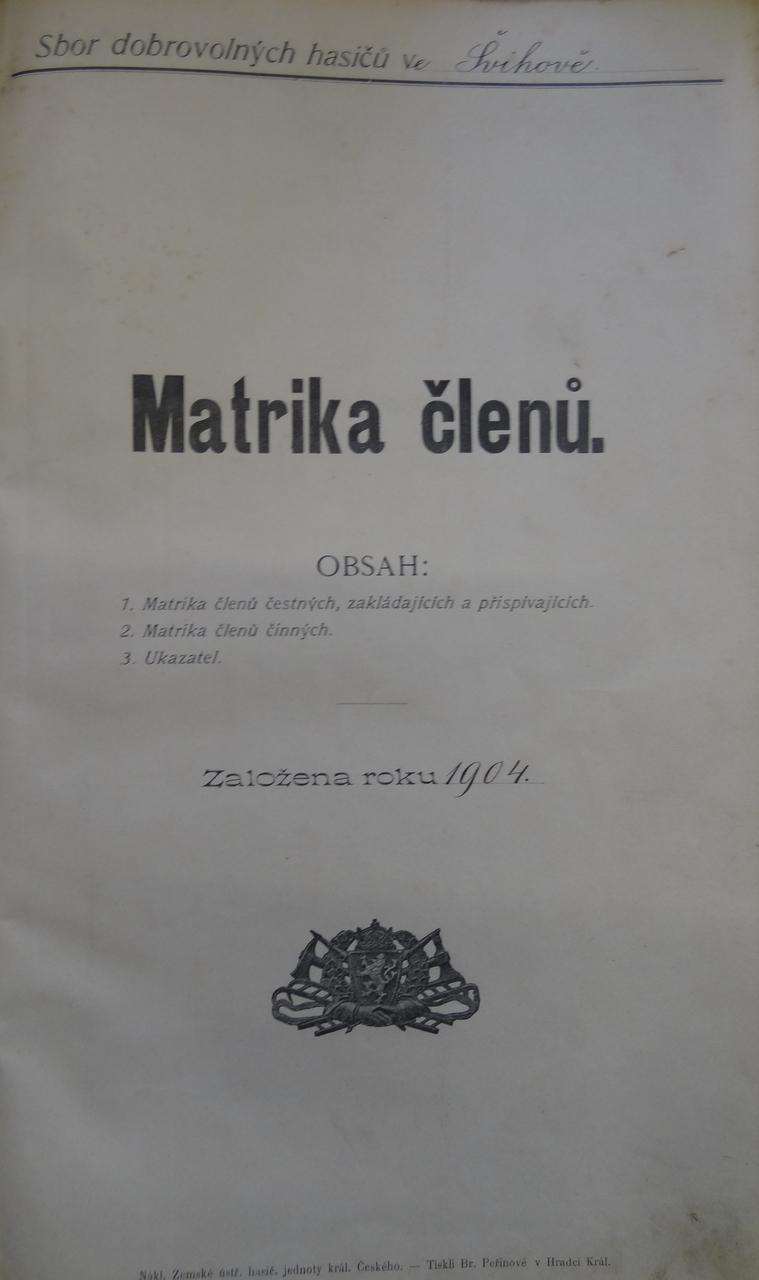 Sbor dobrovolných hasičů ve Švihově.
Matrika členů.
OBSAH:
1. Matrika členů čestných, zakládajících a přispívajících.
2. Matrika členů činných.
3. Ukazatel.
Založena roku 1904.
Nákl. Zemské ústř. hasič. jednoty král. Českého. — Tiskli Br. Peřinové v Hradci Král.